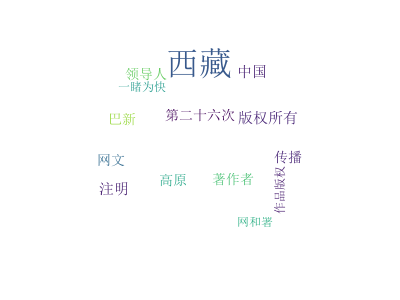 西藏
领导人
中国
一睹为快
巴新
第二十六次
版权所有
网文
传播
高原
著作者
注明
作品版权
网和署